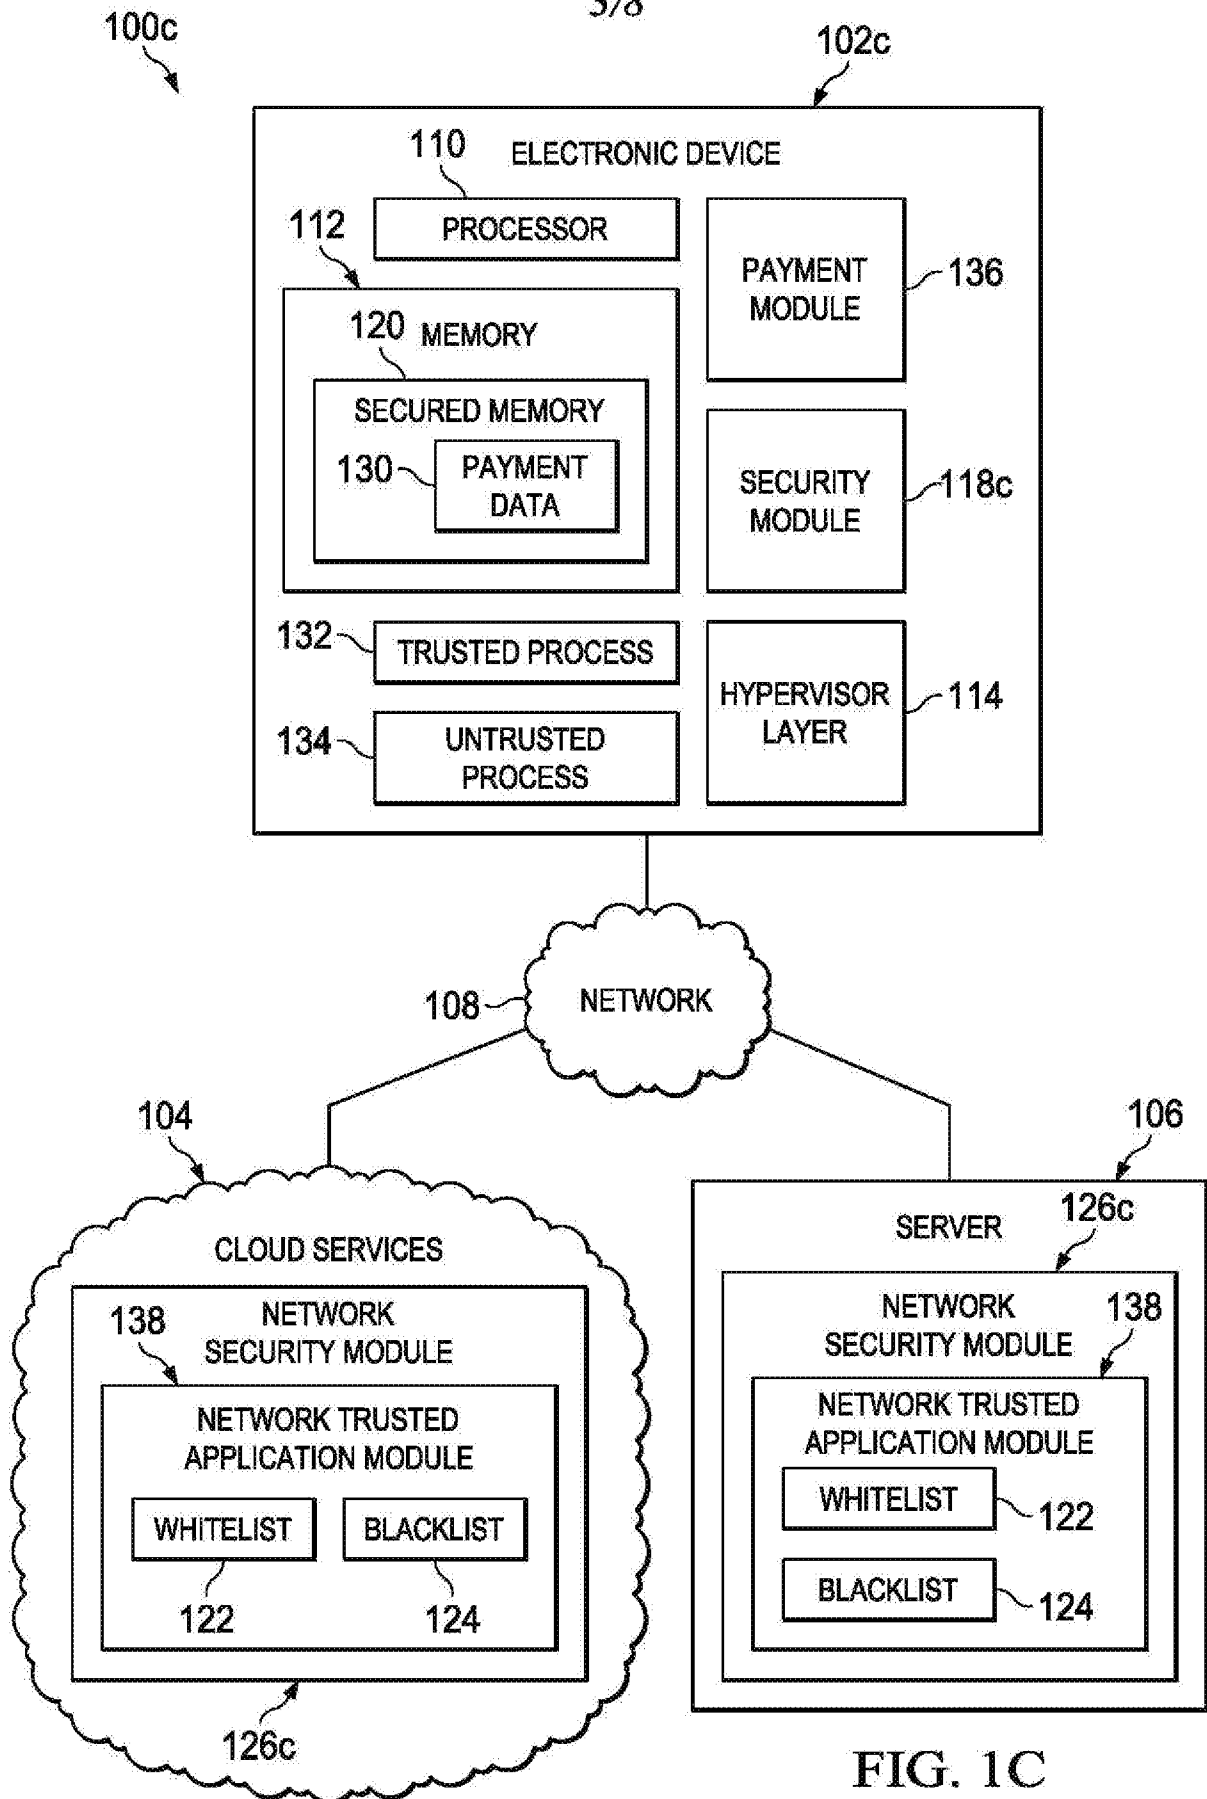 3/8
100c
102c
110
ELECTRONIC DEVICE
PROCESSOR
112
PAYMENT
MODULE
136
120
MEMORY
SECURED MEMORY
130
PAYMENT
DATA
SECURITY
MODULE
118c
132
TRUSTED PROCESS
HYPERVISOR
LAYER
114
134
UNTRUSTED
PROCESS
108
NETWORK
104
CLOUD SERVICES
138
NETWORK
SECURITY MODULE
NETWORK TRUSTED
APPLICATION MODULE
WHITELIST
BLACKLIST
122
124
126c
106
SERVER
126c
NETWORK
SECURITY MODULE
138
NETWORK TRUSTED
APPLICATION MODULE
WHITELIST
122
BLACKLIST
124
FIG. 1C